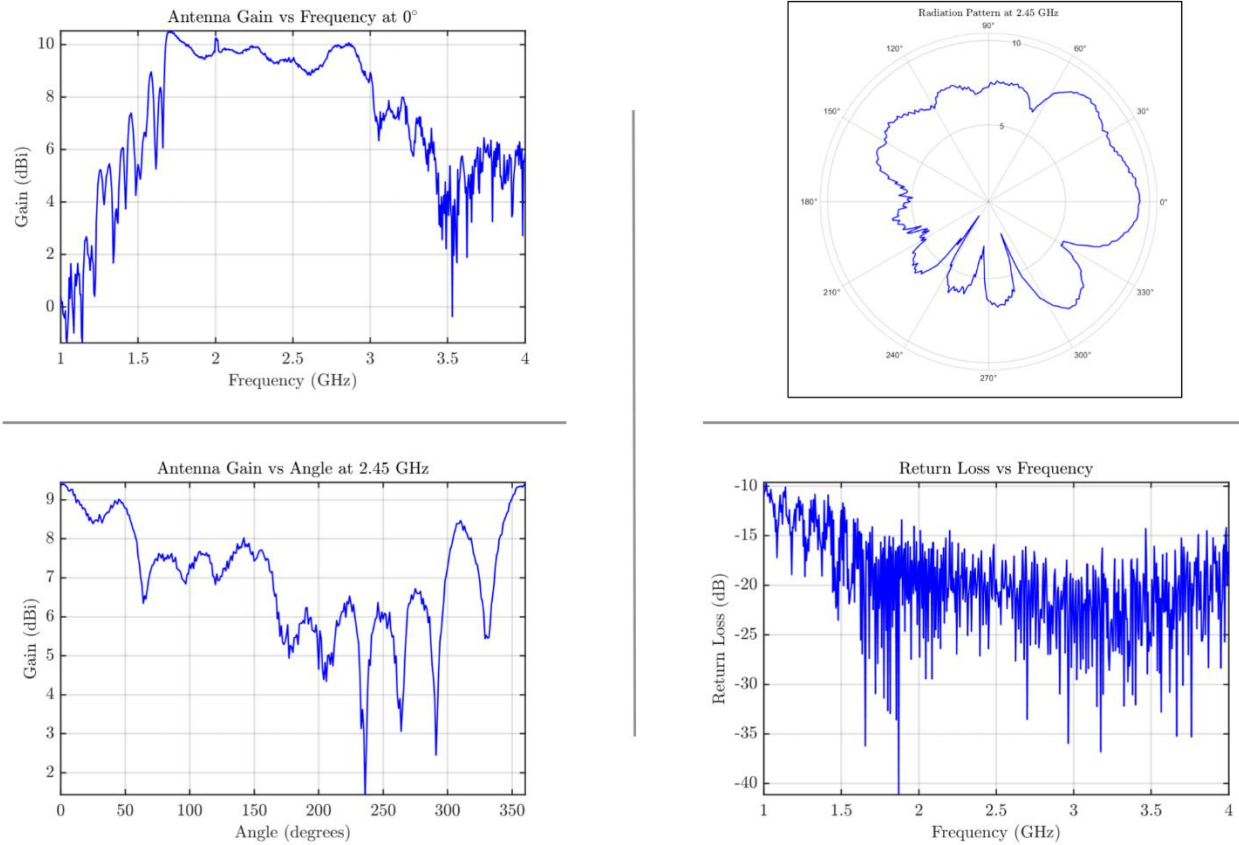 Antenna Gain vs Frequency at 0°
10
8
6
4
2
0
Gain (dBi)
1 1.5 2 2.5 3 3.5 4
Frequency (GHz)
Radiation Pattern at 2.45 GHz
90°
120° 60°
10
150° 30°
5
180° 0°
210° 330°
240° 300°
270°
Antenna Gain vs Angle at 2.45 GHz
9
8
7
6
5
4
3
2
Gain (dBi)
0 50 100 150 200 250 300 350
Angle (degrees)
Return Loss vs Frequency
-10
-15
-20
-25
-30
-35
-40
Return Loss (dB)
1 1.5 2 2.5 3 3.5 4
Frequency (GHz)